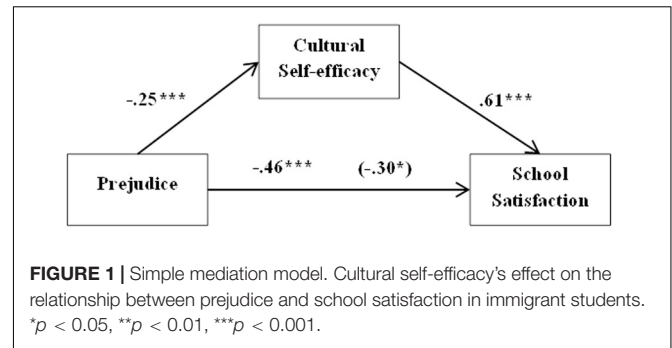 Cultural
Self-efficacy
-.25***
.61***
Prejudice
-.46***
(-.30*)
School
Satisfaction
FIGURE 1 | Simple mediation model. Cultural self-efficacy's effect on the
relationship between prejudice and school satisfaction in immigrant students.
*p < 0.05, **p < 0.01, ***p < 0.001.